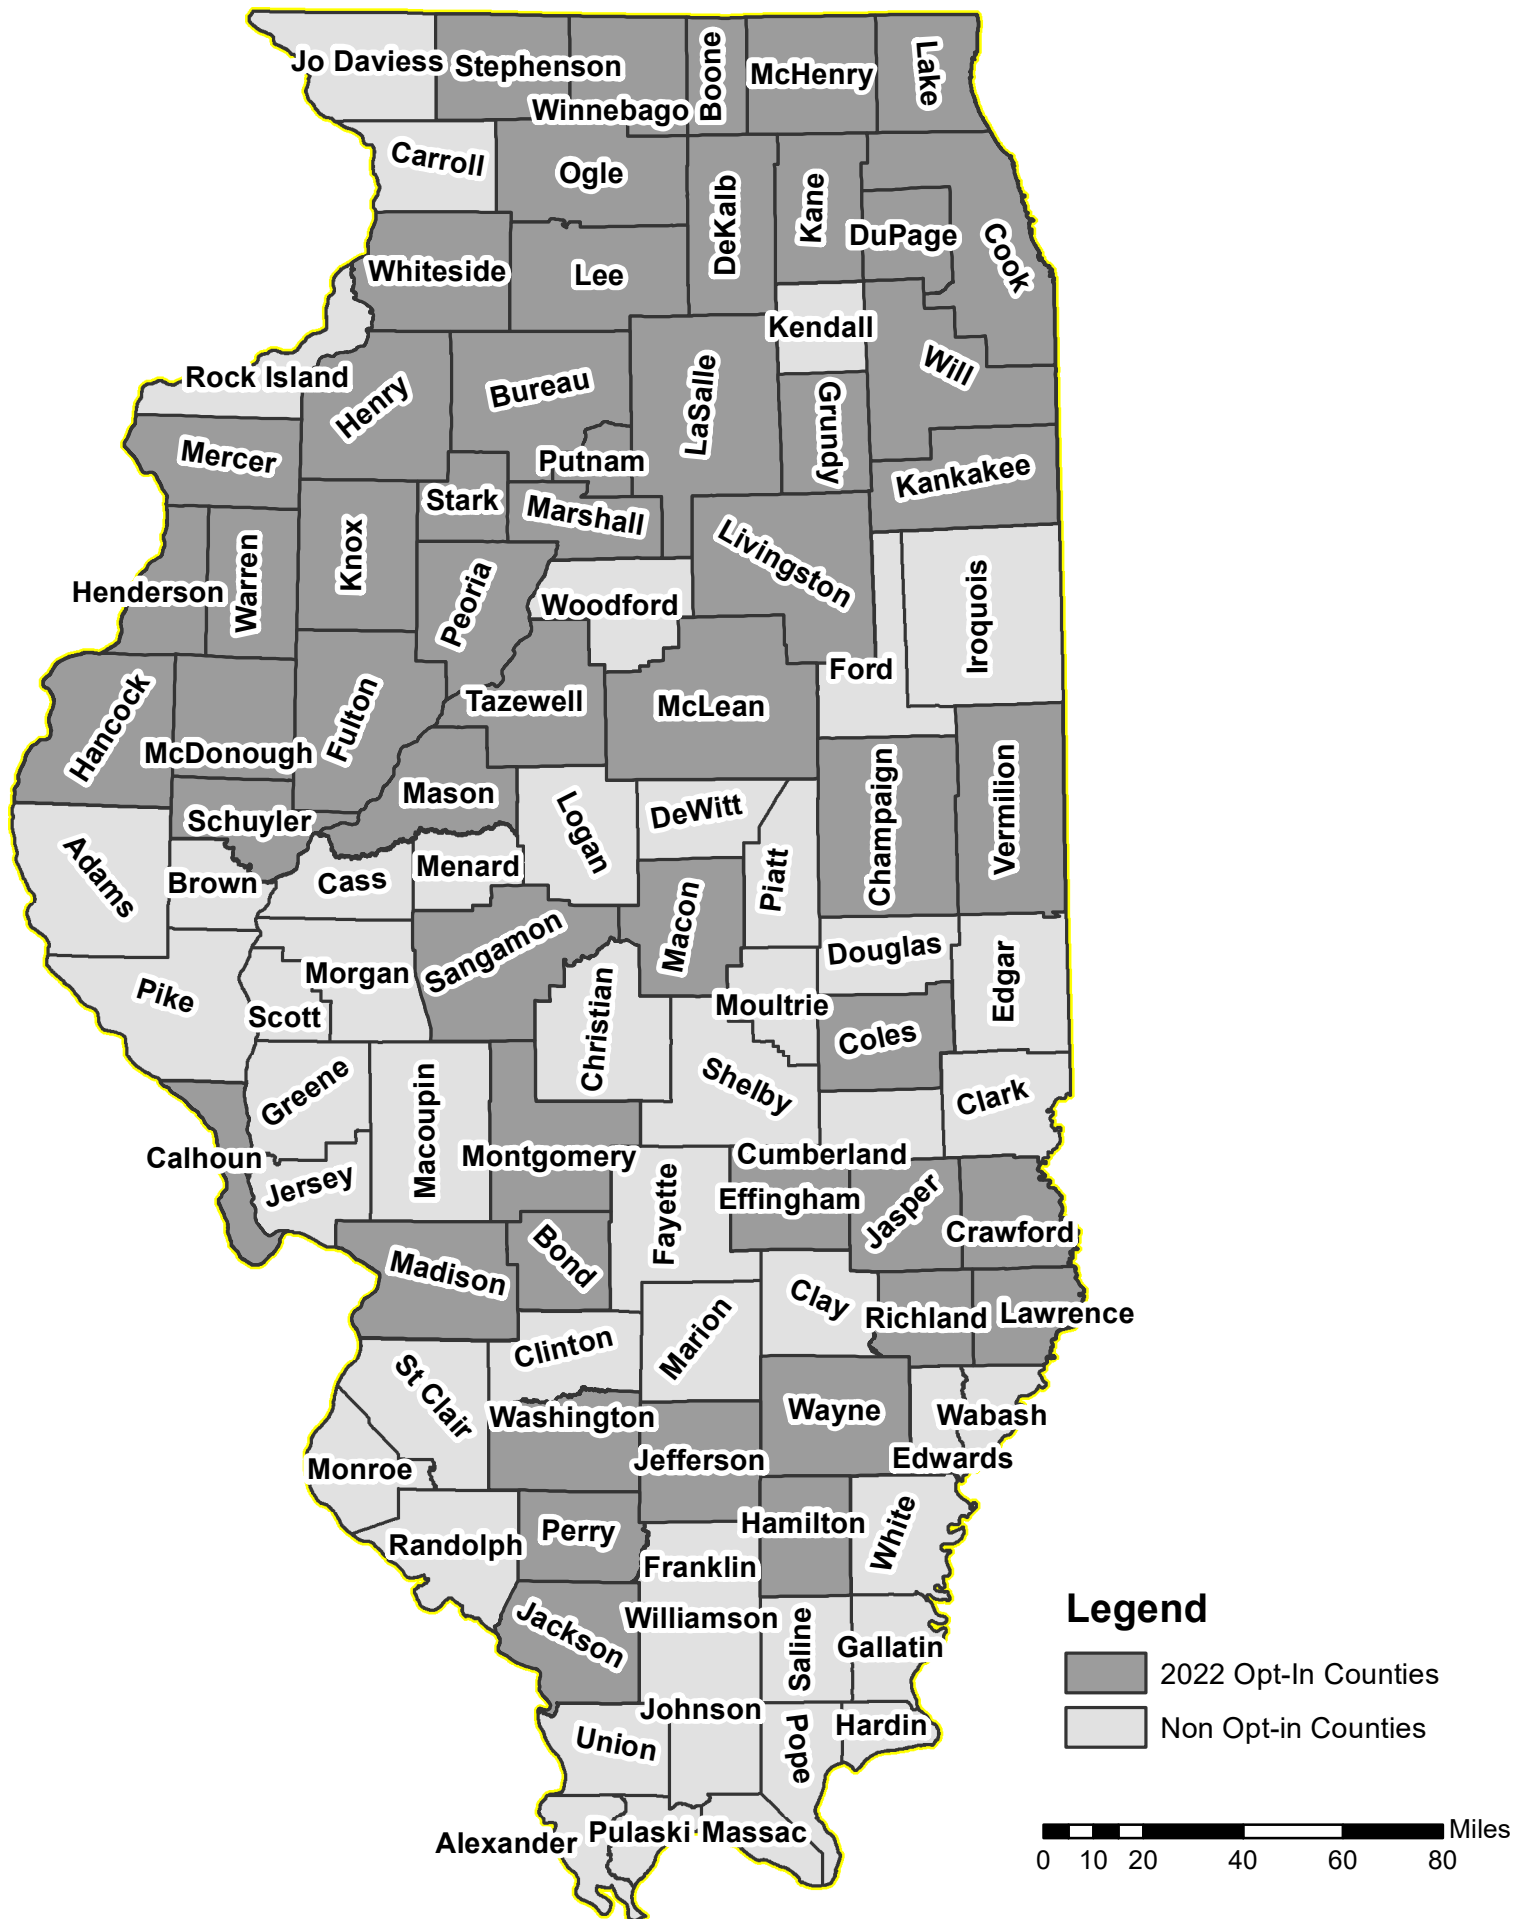 Jo Daviess
Stephenson
Winnebago
Boone
McHenry
Lake
Carroll
Ogle
DeKalb
Kane
DuPage
Cook
Whiteside
Lee
Kendall
Will
Rock Island
Henry
Bureau
LaSalle
Grundy
Mercer
Putnam
Kankakee
Stark
Marshall
Livingston
Henderson
Warren
Knox
Peoria
Woodford
Iroquois
Ford
Hancock
McDonough
Fulton
Tazewell
McLean
Schuyler
Mason
Logan
DeWitt
Champaign
Vermilion
Adams
Brown
Cass
Menard
Piatt
Macon
Sangamon
Douglas
Edgar
Pike
Morgan
Scott
Christian
Moultrie
Coles
Greene
Macoupin
Shelby
Clark
Calhoun
Jersey
Montgomery
Cumberland
Fayette
Effingham
Jasper
Crawford
Madison
Bond
Clay
Richland
Lawrence
Clinton
Marion
St Clair
Washington
Wayne
Wabash
Jefferson
Edwards
Monroe
Randolph
Perry
Hamilton
White
Franklin
Jackson
Williamson
Saline
Gallatin
Johnson
Union
Pope
Hardin
Alexander
Pulaski
Massac
Legend
2022 Opt-In Counties
Non Opt-in Counties
Miles
0 10 20 40 60 80